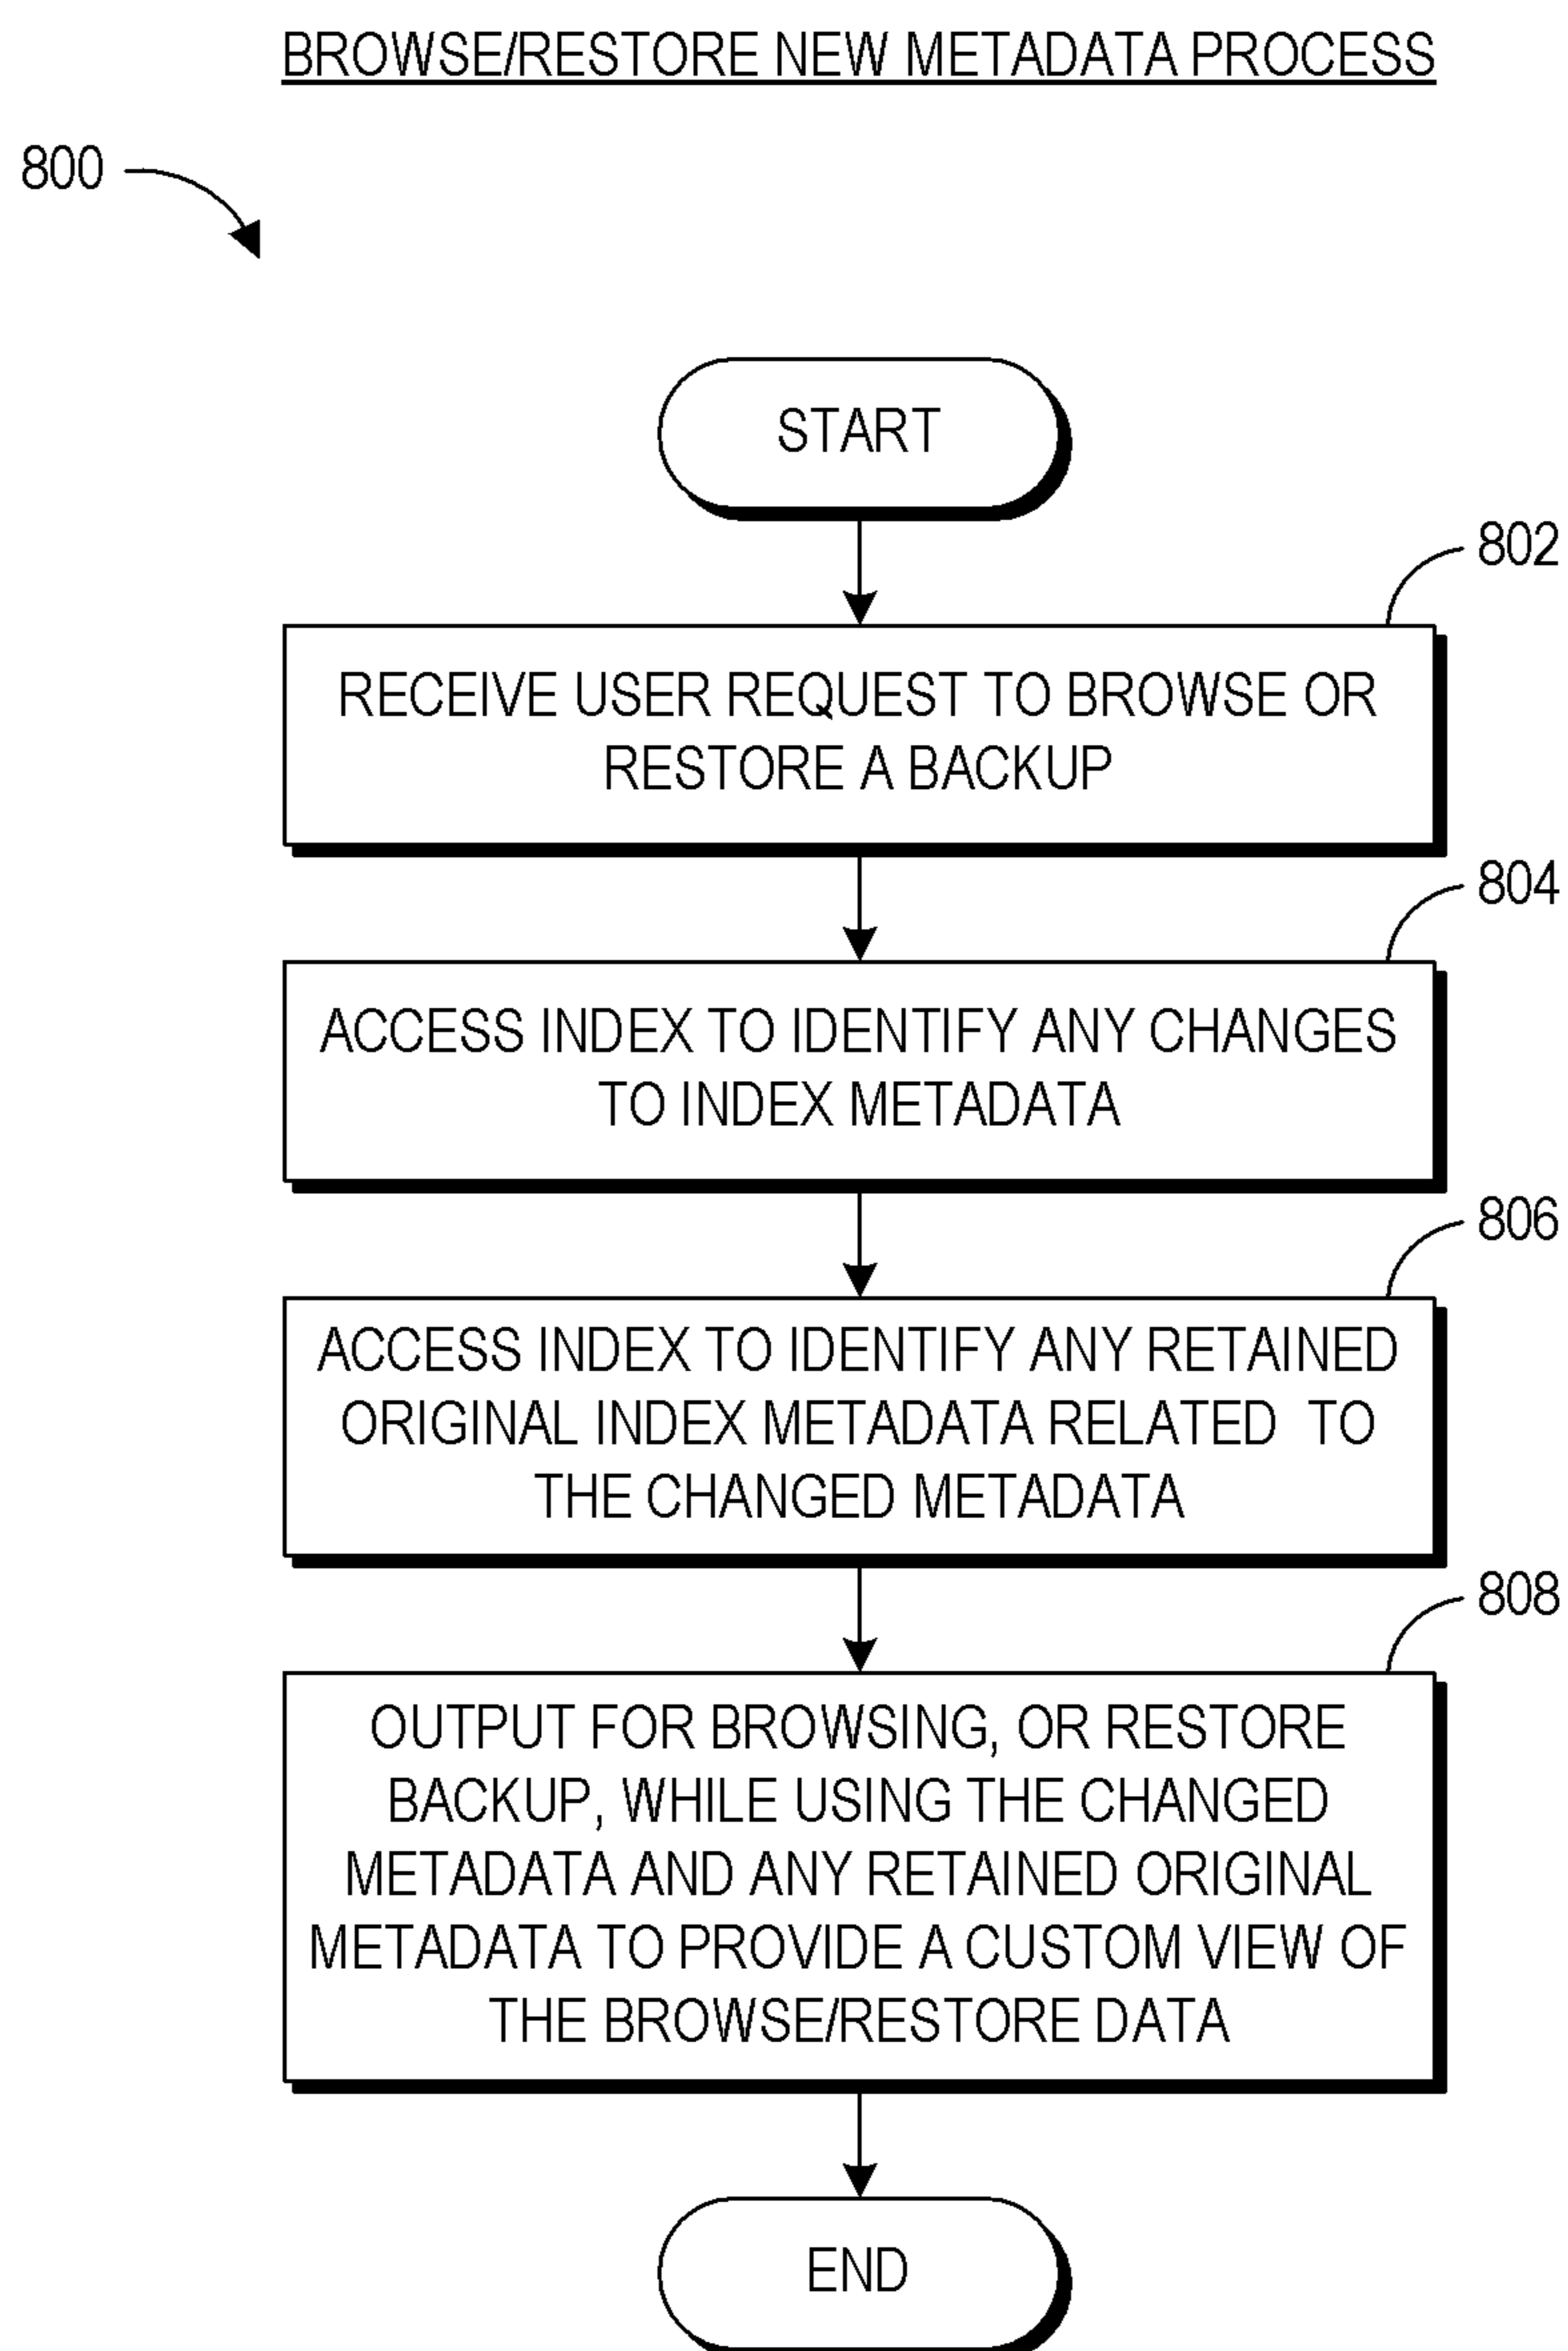 BROWSE/RESTORE NEW METADATA PROCESS
800
START
802
RECEIVE USER REQUEST TO BROWSE OR
RESTORE A BACKUP
804
ACCESS INDEX TO IDENTIFY ANY CHANGES
TO INDEX METADATA
806
ACCESS INDEX TO IDENTIFY ANY RETAINED
ORIGINAL INDEX METADATA RELATED TO
THE CHANGED METADATA
808
OUTPUT FOR BROWSING, OR RESTORE
BACKUP, WHILE USING THE CHANGED
METADATA AND ANY RETAINED ORIGINAL
METADATA TO PROVIDE A CUSTOM VIEW OF
THE BROWSE/RESTORE DATA
END